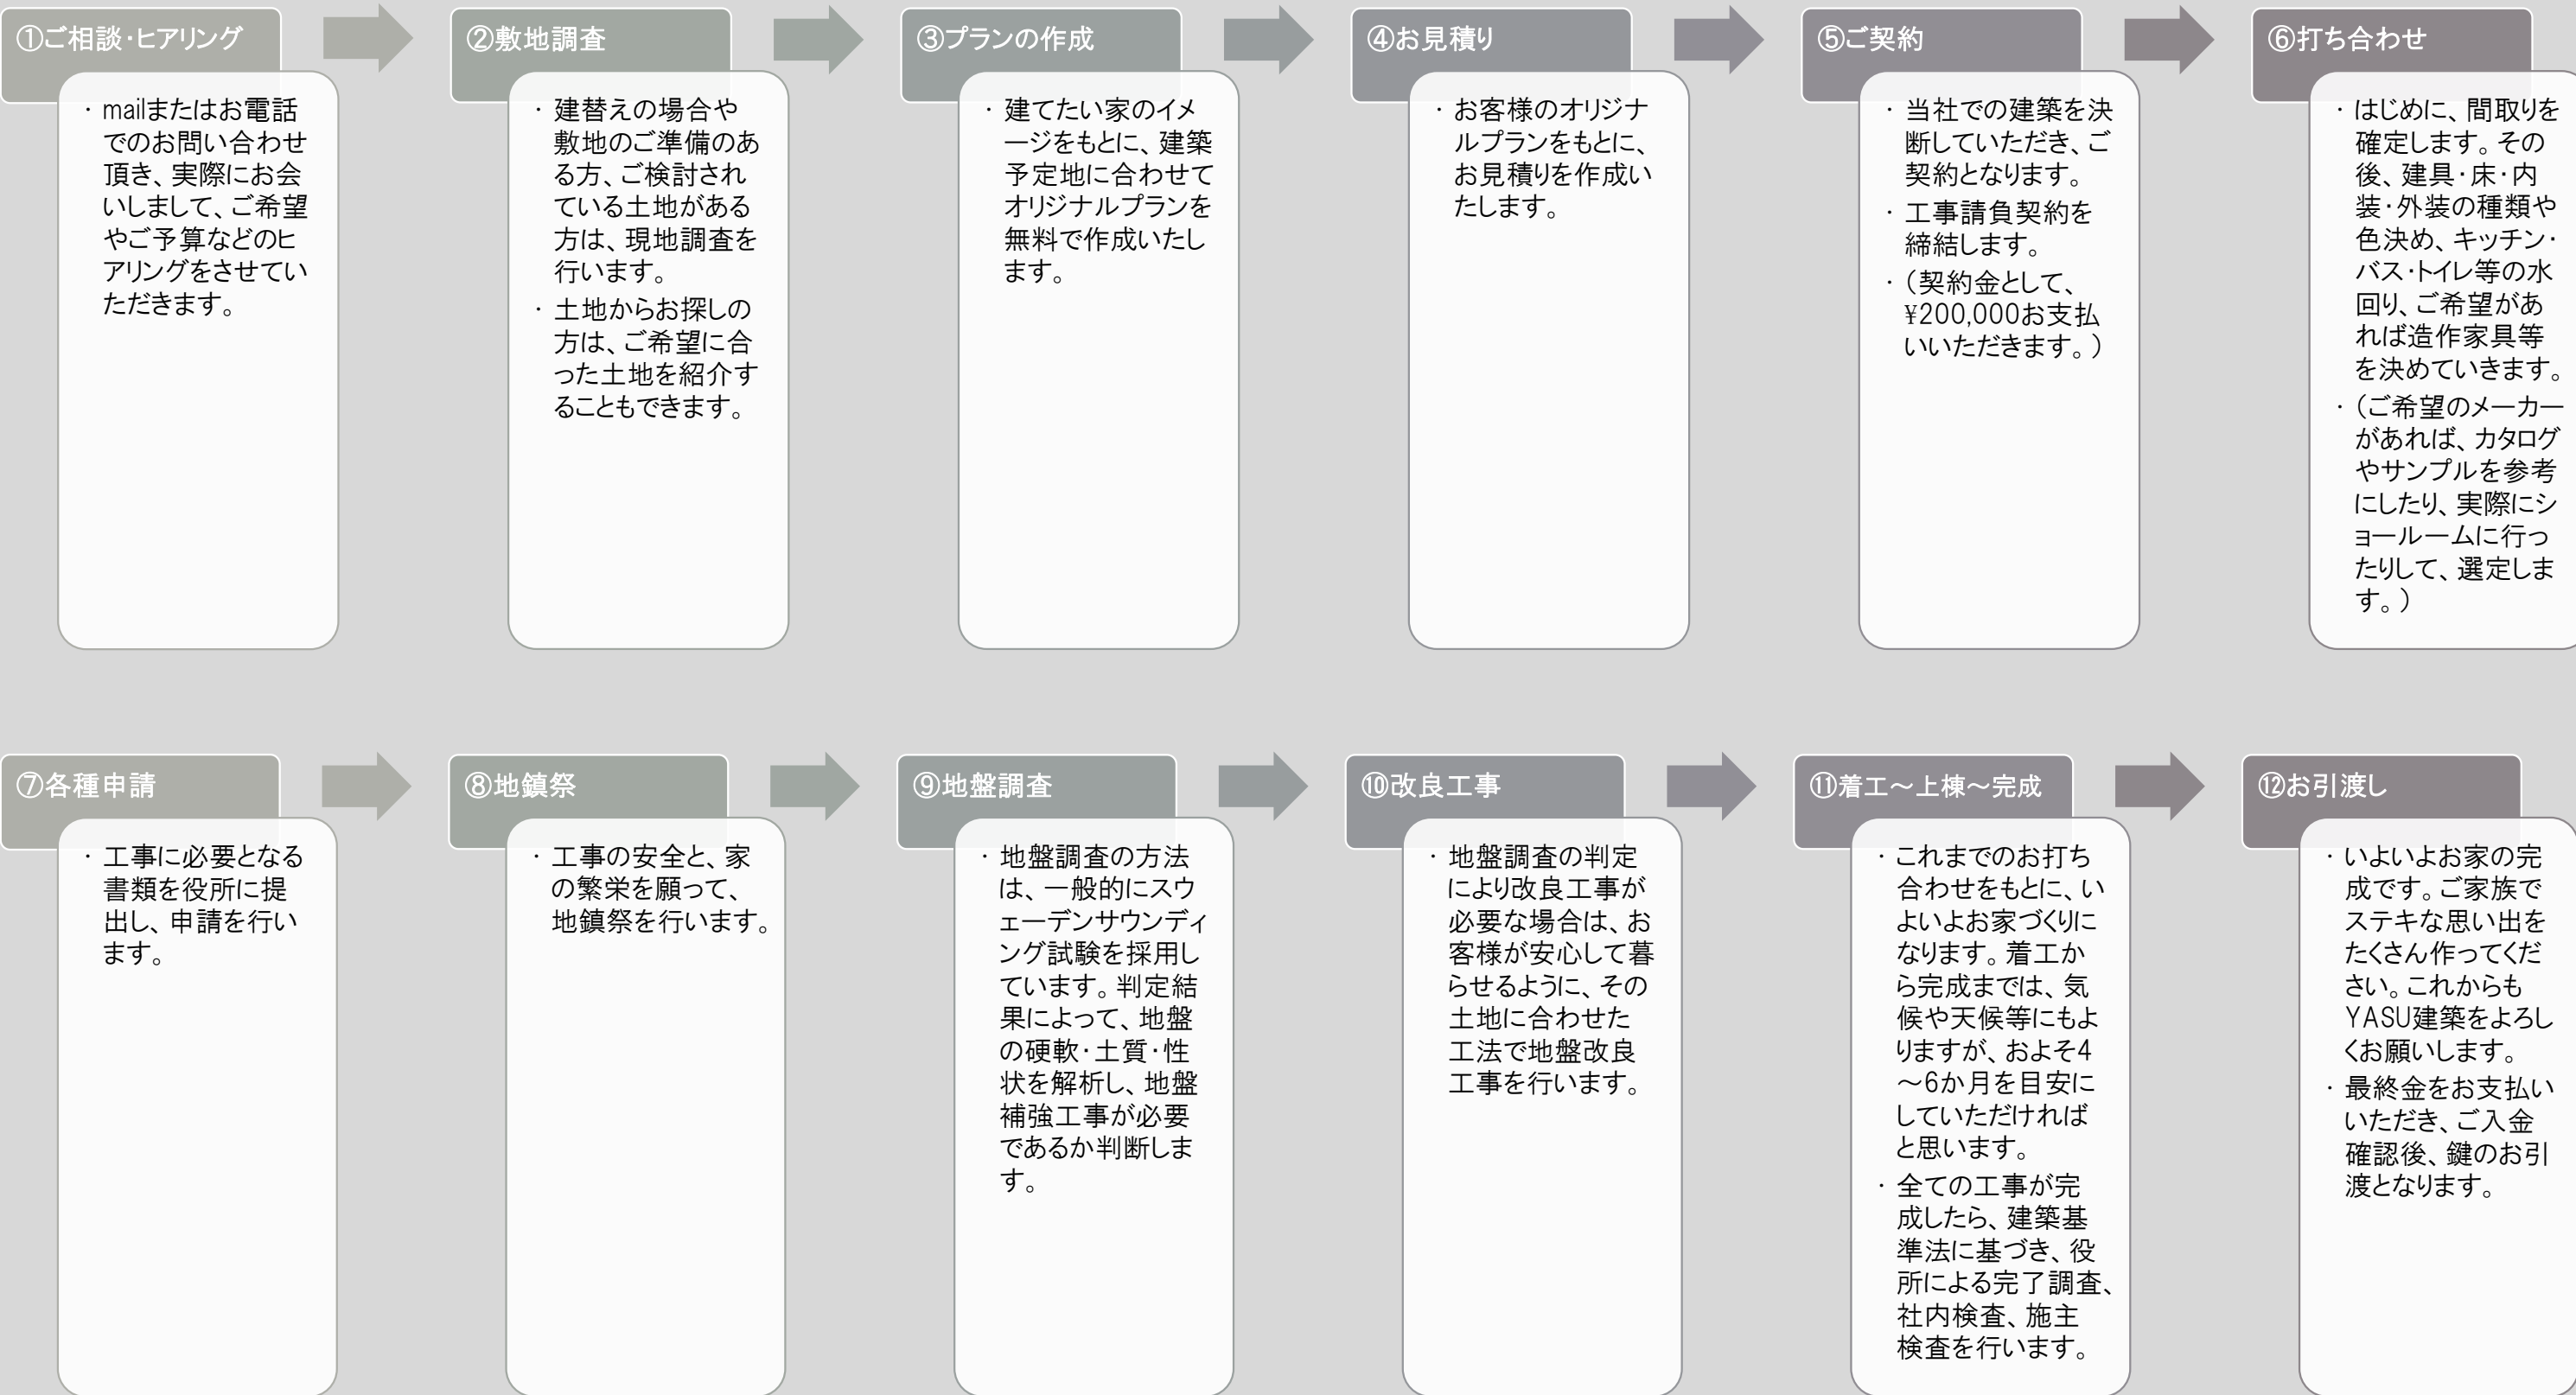 ①ご相談・ヒアリング
・mailまたはお電話
でのお問い合わせ
頂き、実際にお会
いしまして、ご希望
やご予算などのヒ
アリングをさせてい
ただきます。
②敷地調査
・建替えの場合や
敷地のご準備のあ
る方、ご検討され
ている土地がある
方は、現地調査を
行います。
・土地からお探しの
方は、ご希望に合
った土地を紹介す
ることもできます。
③プランの作成
・建てたい家のイメ
ージをもとに、建築
予定地に合わせて
オリジナルプランを
無料で作成いたし
ます。
④お見積り
・お客様のオリジナ
ルプランをもとに、
お見積りを作成い
たします。
⑤ご契約
・当社での建築を決
断していただき、ご
契約となります。
・工事請負契約を
締結します。
・（契約金として、
¥200,000お支払
いいただきます。）
⑥打ち合わせ
・はじめに、間取りを
確定します。その
後、建具・床・内
装・外装の種類や
色決め、キッチン・
バス・トイレ等の水
回り、ご希望があ
れば造作家具等
を決めていきます。
・（ご希望のメーカー
があれば、カタログ
やサンプルを参考
にしたり、実際にシ
ョールームに行っ
たりして、選定しま
す。）
⑦各種申請
・工事に必要となる
書類を役所に提
出し、申請を行い
ます。
⑧地鎮祭
・工事の安全と、家
の繁栄を願って、
地鎮祭を行います。
⑨地盤調査
・地盤調査の方法
は、一般的にスウ
ェーデンサウンディ
ング試験を採用し
ています。判定結
果によって、地盤
の硬軟・土質・性
状を解析し、地盤
補強工事が必要
であるか判断しま
す。
⑩改良工事
・地盤調査の判定
により改良工事が
必要な場合は、お
客様が安心して暮
らせるように、その
土地に合わせた
工法で地盤改良
工事を行います。
⑪着工～上棟～完成
・これまでのお打ち
合わせをもとに、い
よいよお家づくりに
なります。着工か
ら完成までは、気
候や天候等にもよ
りますが、およそ4
～6か月を目安に
していただければ
と思います。
・全ての工事が完
成したら、建築基
準法に基づき、役
所による完了調査、
社内検査、施主
検査を行います。
⑫お引渡し
・いよいよお家の完
成です。ご家族で
ステキな思い出を
たくさん作ってくだ
さい。これからも
YASU建築をよろし
くお願いします。
・最終金をお支払い
いただき、ご入金
確認後、鍵のお引
渡となります。